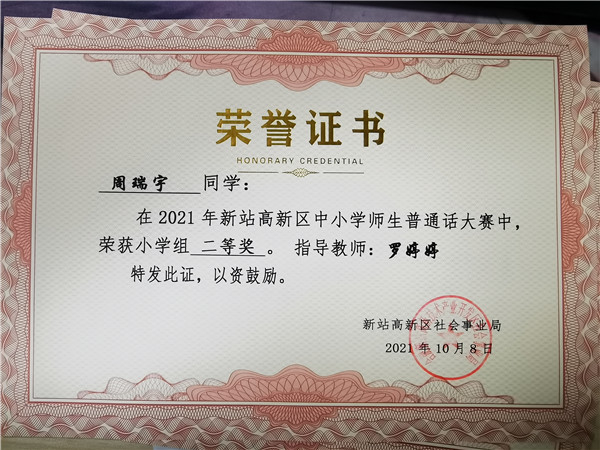 荣誉证书
HONORARY CREDENTIAL
周瑞宇 同学：
在2021年新站高新区中小学师生普通话大赛中，
荣获小学组 二等奖 。 指导教师：罗婷婷
特发此证，以资鼓励。
新站高新区社会事业局
2021年10月8日